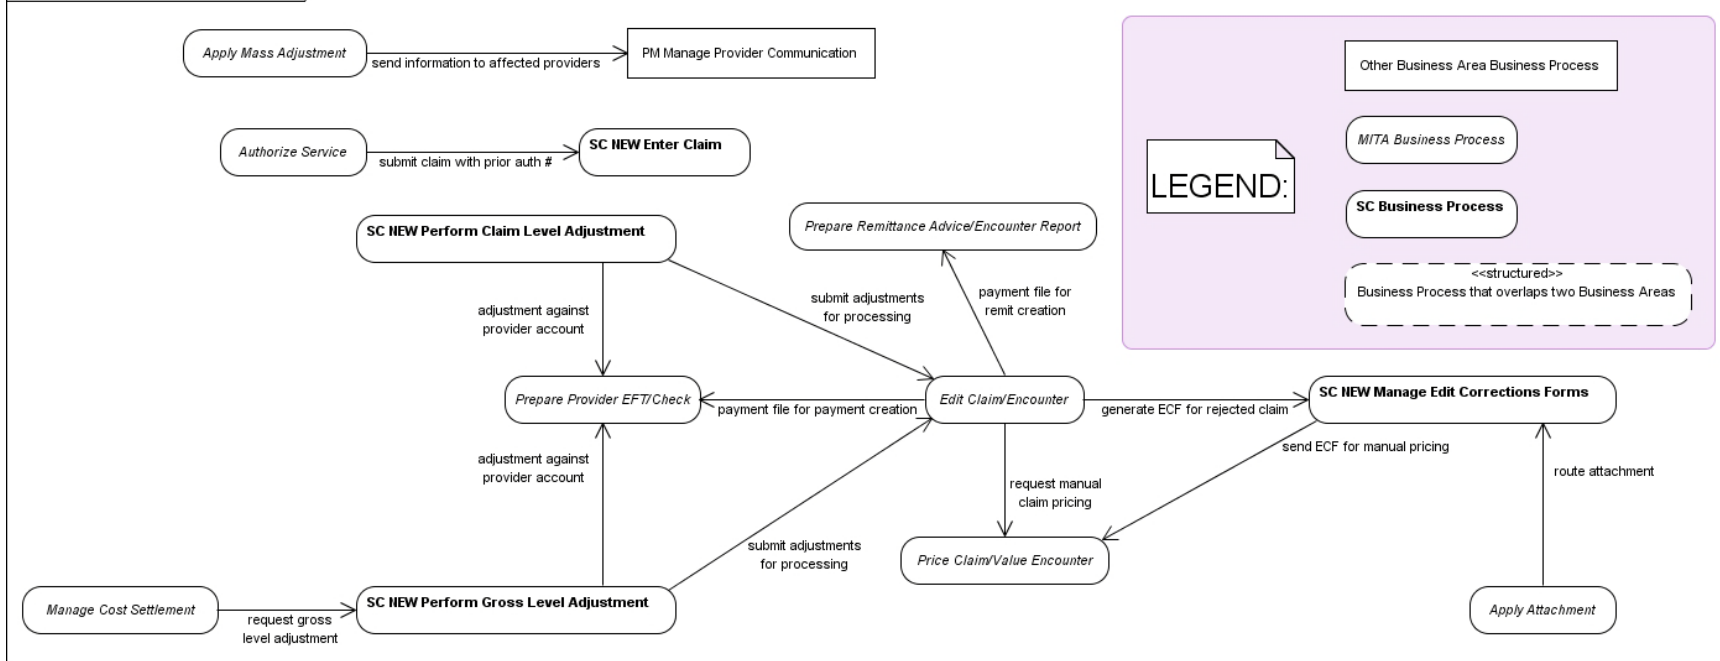 Apply Mass Adjustment
send information to affected providers
PM Manage Provider Communication
Authorize Service
submit claim with prior auth #
SC NEW Enter Claim
LEGEND:
Other Business Area Business Process
MITA Business Process
SC Business Process
<<structured>>
Business Process that overlaps two Business Areas
SC NEW Perform Claim Level Adjustment
Prepare Remittance Advice/Encounter Report
adjustment against
provider account
submit adjustments
for processing
payment file for
remit creation
Prepare Provider EFT/Check
payment file for payment creation
Edit Claim/Encounter
generate ECF for rejected claim
SC NEW Manage Edit Corrections Forms
adjustment against
provider account
request manual
claim pricing
send ECF for manual pricing
route attachment
submit adjustments
for processing
Price Claim/Value Encounter
Manage Cost Settlement
request gross
level adjustment
SC NEW Perform Gross Level Adjustment
Apply Attachment